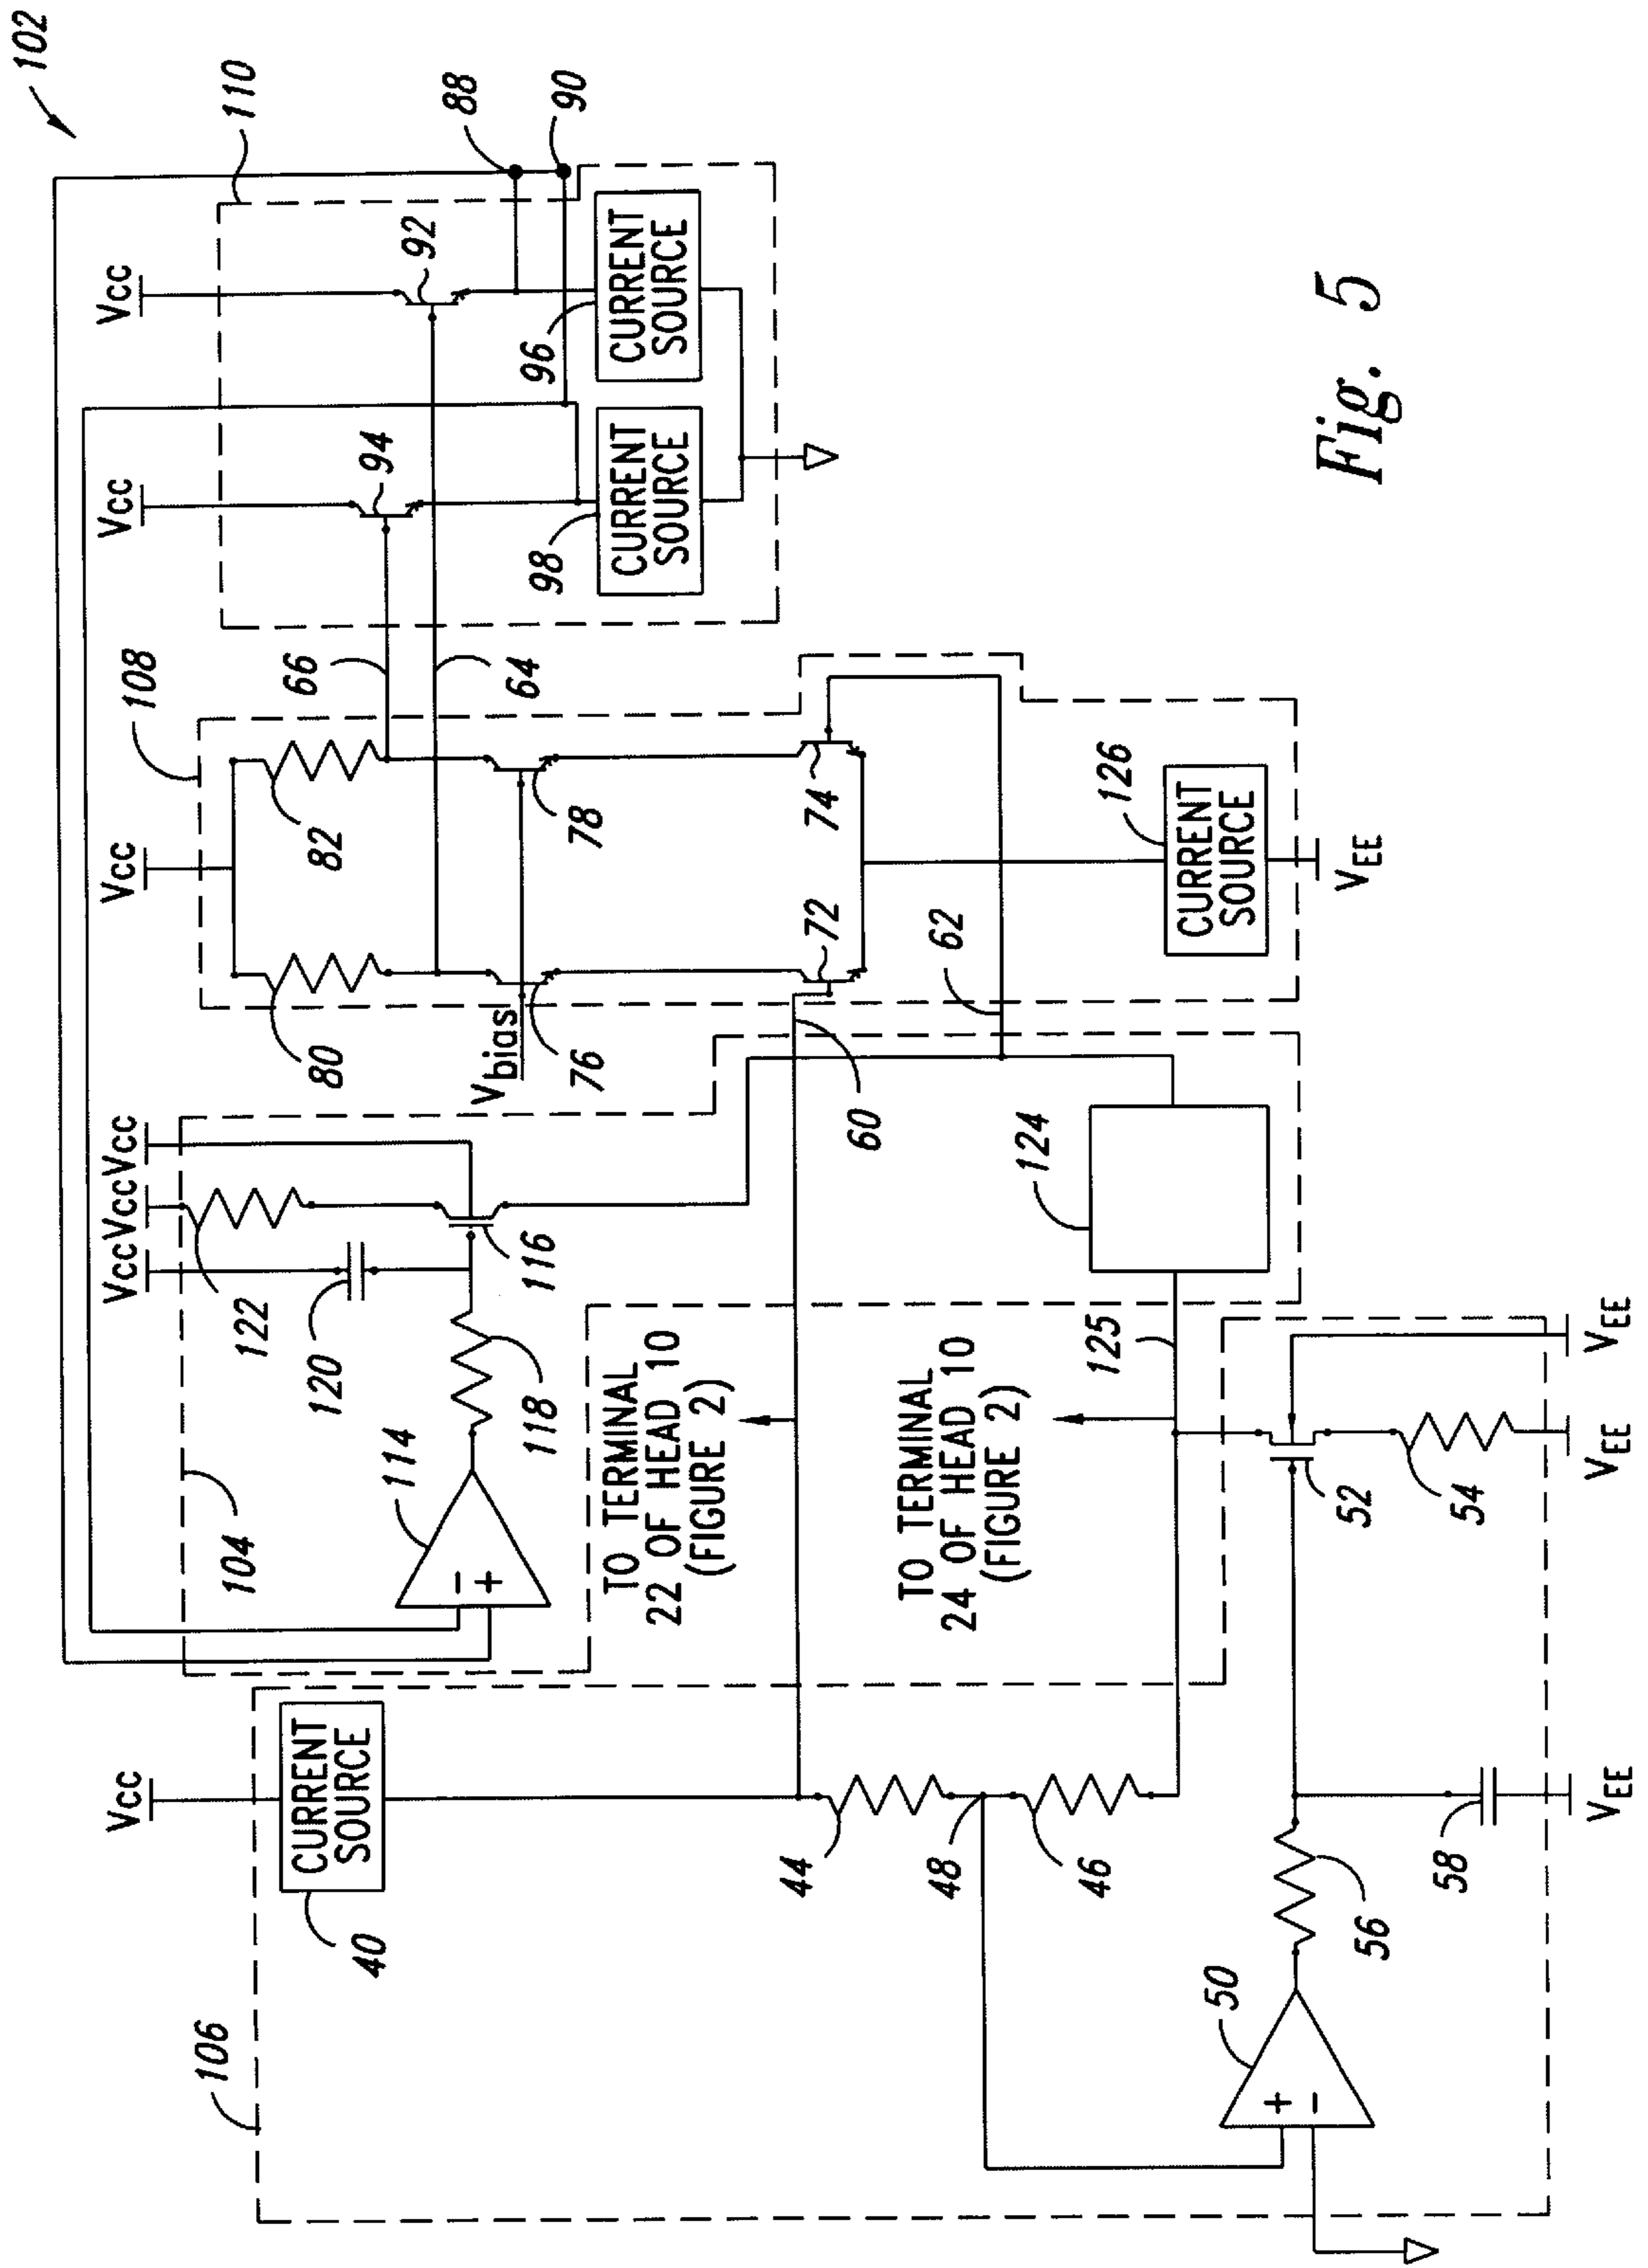 102
110
88
90
VCC
92
VCC
94
CURRENT
SOURCE
96
CURRENT
SOURCE
98
108
VCC
66
64
82
80
78
76
Vbias
74
72
62
60
CURRENT
SOURCE
126
VEE
VCC
VCC
VCC
122
120
116
118
114
104
124
125
TO TERMINAL
22 OF HEAD 10
(FIGURE 2)
TO TERMINAL
24 OF HEAD 10
(FIGURE 2)
VCC
CURRENT
SOURCE
40
106
44
48
46
50
52
54
56
58
VEE
VEE
VEE
−
+
+
−
Fig. 5